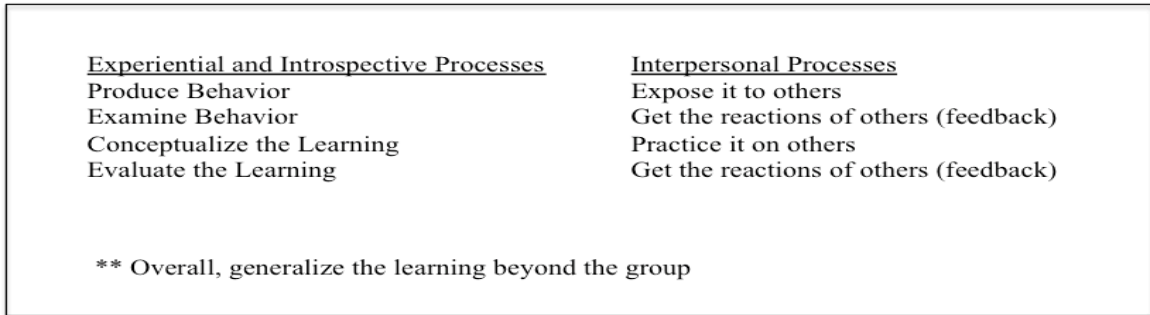 Experiential and Introspective Processes    Interpersonal Processes
Produce Behavior    Expose it to others
Examine Behavior    Get the reactions of others (feedback)
Conceptualize the Learning    Practice it on others
Evaluate the Learning    Get the reactions of others (feedback)
** Overall, generalize the learning beyond the group